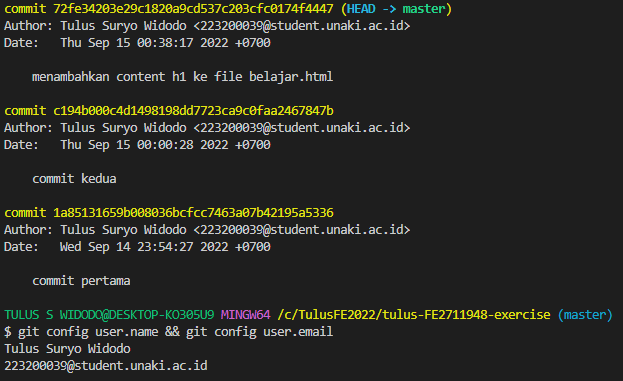 commit 72fe34203e29c1820a9cd537c203cfc0174f4447 (HEAD -> master)
Author: Tulus Suryo Widodo <223200039@student.unaki.ac.id>
Date:   Thu Sep 15 00:38:17 2022 +0700
menambahkan content h1 ke file belajar.html
commit c194b000c4d1498198dd7723ca9c0faa2467847b
Author: Tulus Suryo Widodo <223200039@student.unaki.ac.id>
Date:   Thu Sep 15 00:00:28 2022 +0700
commit kedua
commit 1a85131659b008036bcfcc7463a07b42195a5336
Author: Tulus Suryo Widodo <223200039@student.unaki.ac.id>
Date:   Wed Sep 14 23:54:27 2022 +0700
commit pertama
TULUS S WIDODO@DESKTOP-KO305U9 MINGW64 /c/TulusFE2022/tulus-FE2711948-exercise (master)
$ git config user.name && git config user.email
Tulus Suryo Widodo
223200039@student.unaki.ac.id